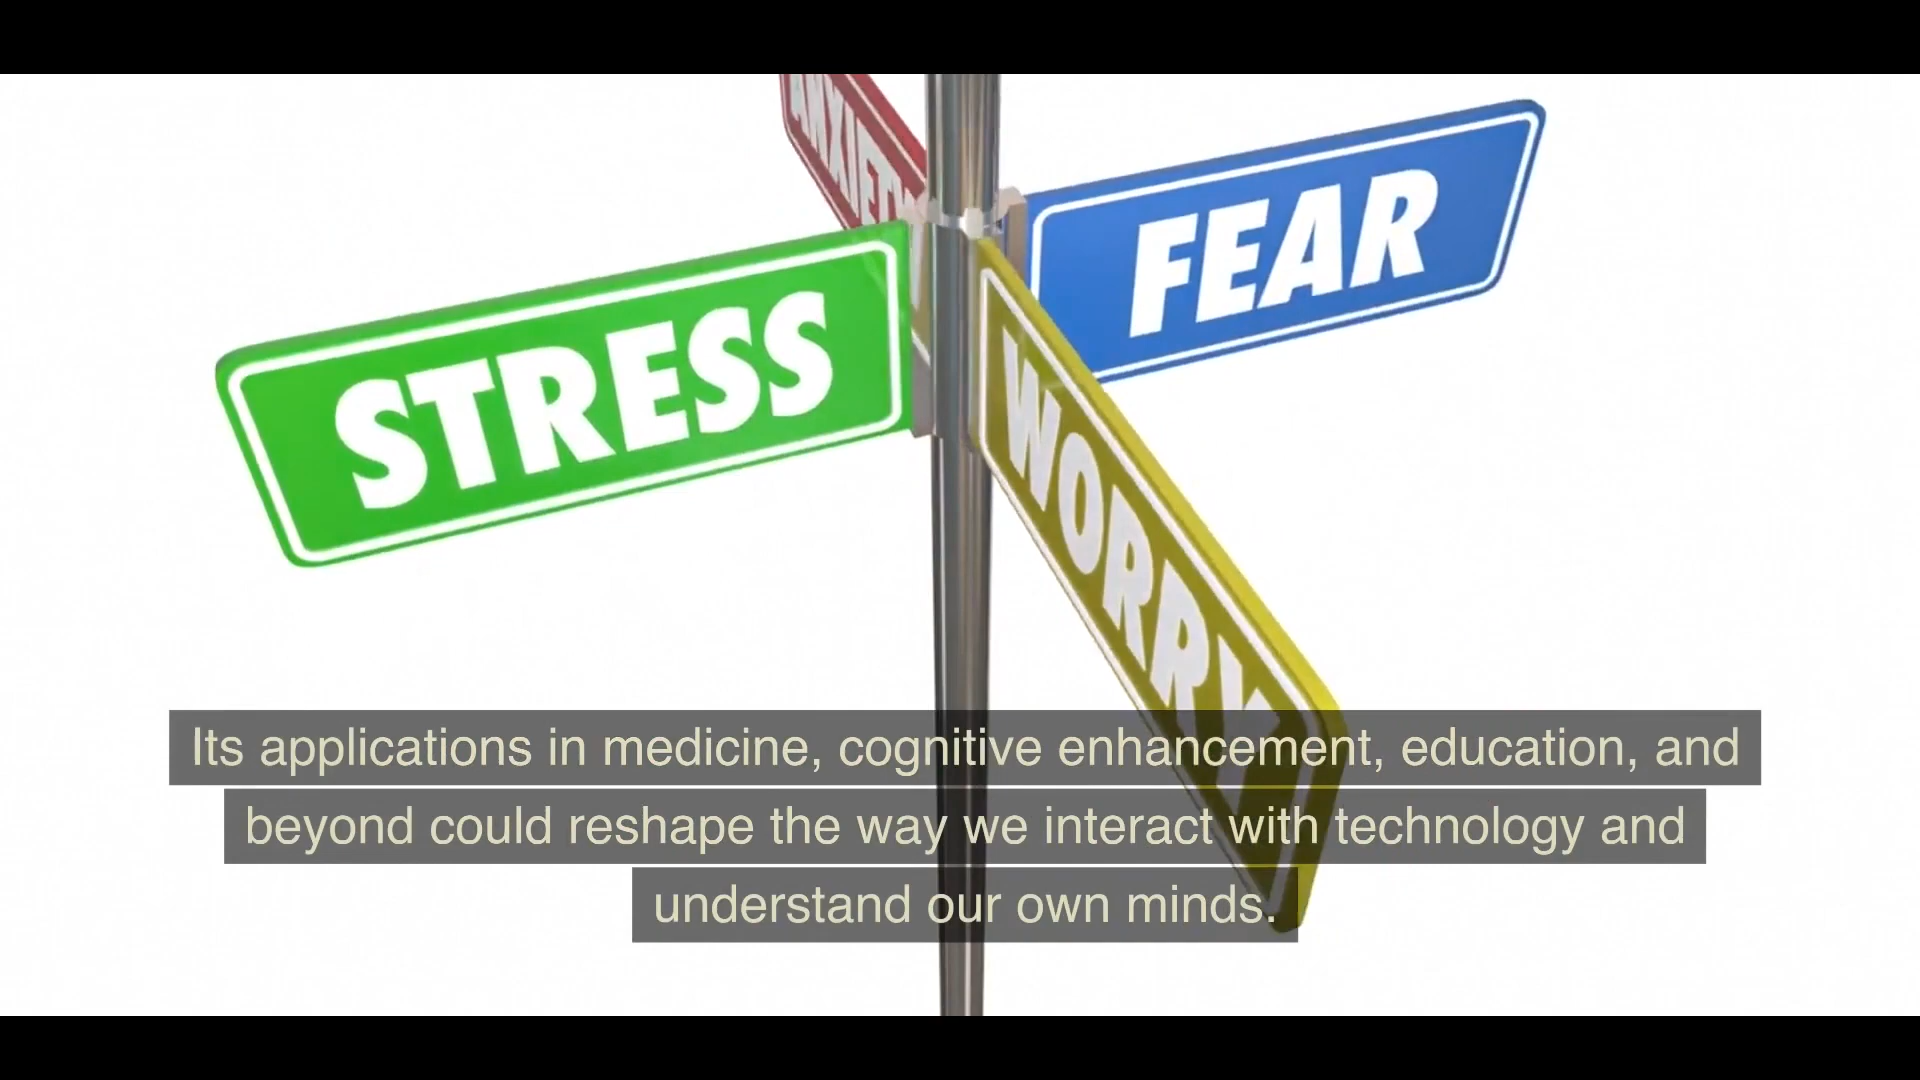 ANXIETY
FEAR
STRESS
WORRY
Its applications in medicine, cognitive enhancement, education, and
beyond could reshape the way we interact with technology and
understand our own minds.